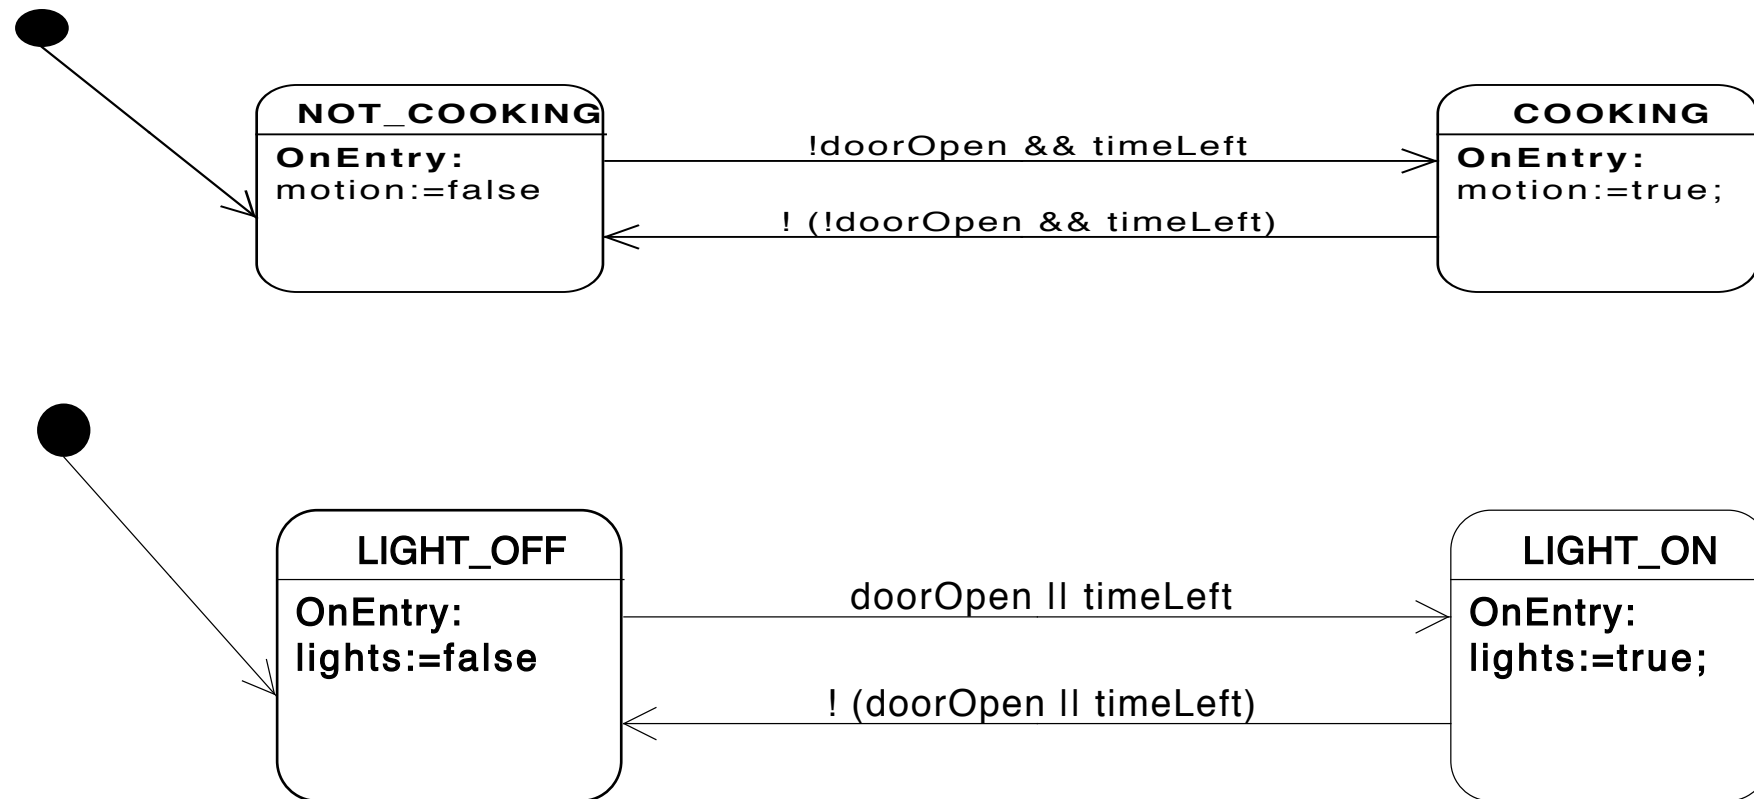 NOT_COOKING
OnEntry:
motion:=false
!doorOpen && timeLeft
! (!doorOpen && timeLeft)
COOKING
OnEntry:
motion:=true;
LIGHT_OFF
OnEntry:
lights:=false
doorOpen || timeLeft
! (doorOpen || timeLeft)
LIGHT_ON
OnEntry:
lights:=true;